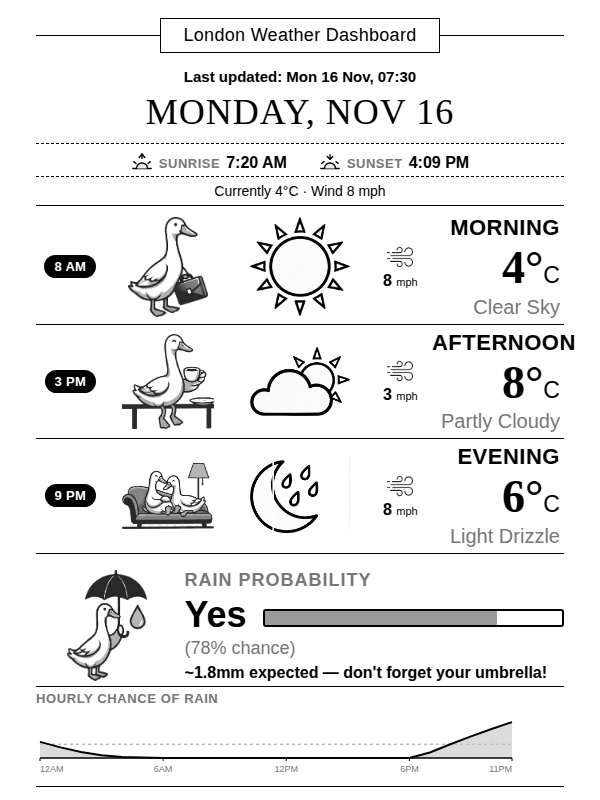 London Weather Dashboard
Last updated: Mon 16 Nov, 07:30
MONDAY, NOV 16
SUNRISE 7:20 AM SUNSET 4:09 PM
Currently 4°C · Wind 8 mph
MORNING
8 AM
8 mph
4°C
Clear Sky
AFTERNOON
3 PM
3 mph
8°C
Partly Cloudy
EVENING
9 PM
8 mph
6°C
Light Drizzle
RAIN PROBABILITY
Yes
(78% chance)
~1.8mm expected — don't forget your umbrella!
HOURLY CHANCE OF RAIN
12AM 6AM 12PM 6PM 11PM